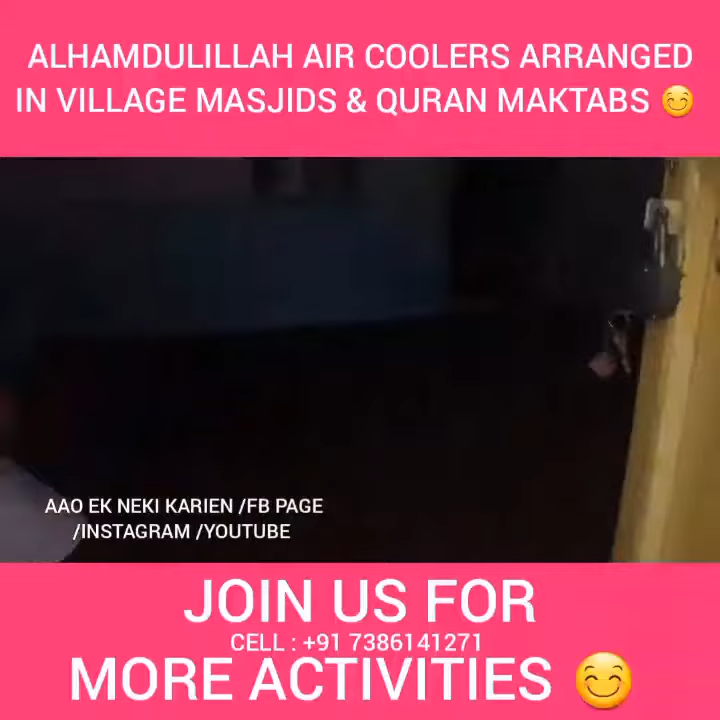 ALHAMDULILLAH AIR COOLERS ARRANGED
IN VILLAGE MASJIDS & QURAN MAKTABS 😊
AAO EK NEKI KARIEN /FB PAGE
/INSTAGRAM /YOUTUBE
JOIN US FOR
CELL : +91 7386141271
MORE ACTIVITIES 😊